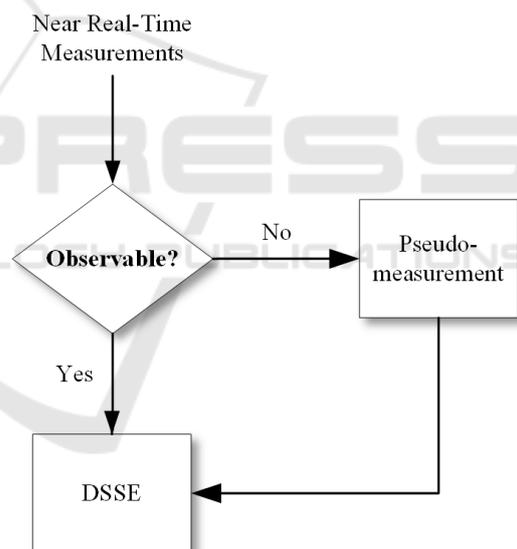 Near Real-Time
Measurements
Observable?
No
Pseudo-
measurement
Yes
DSSE